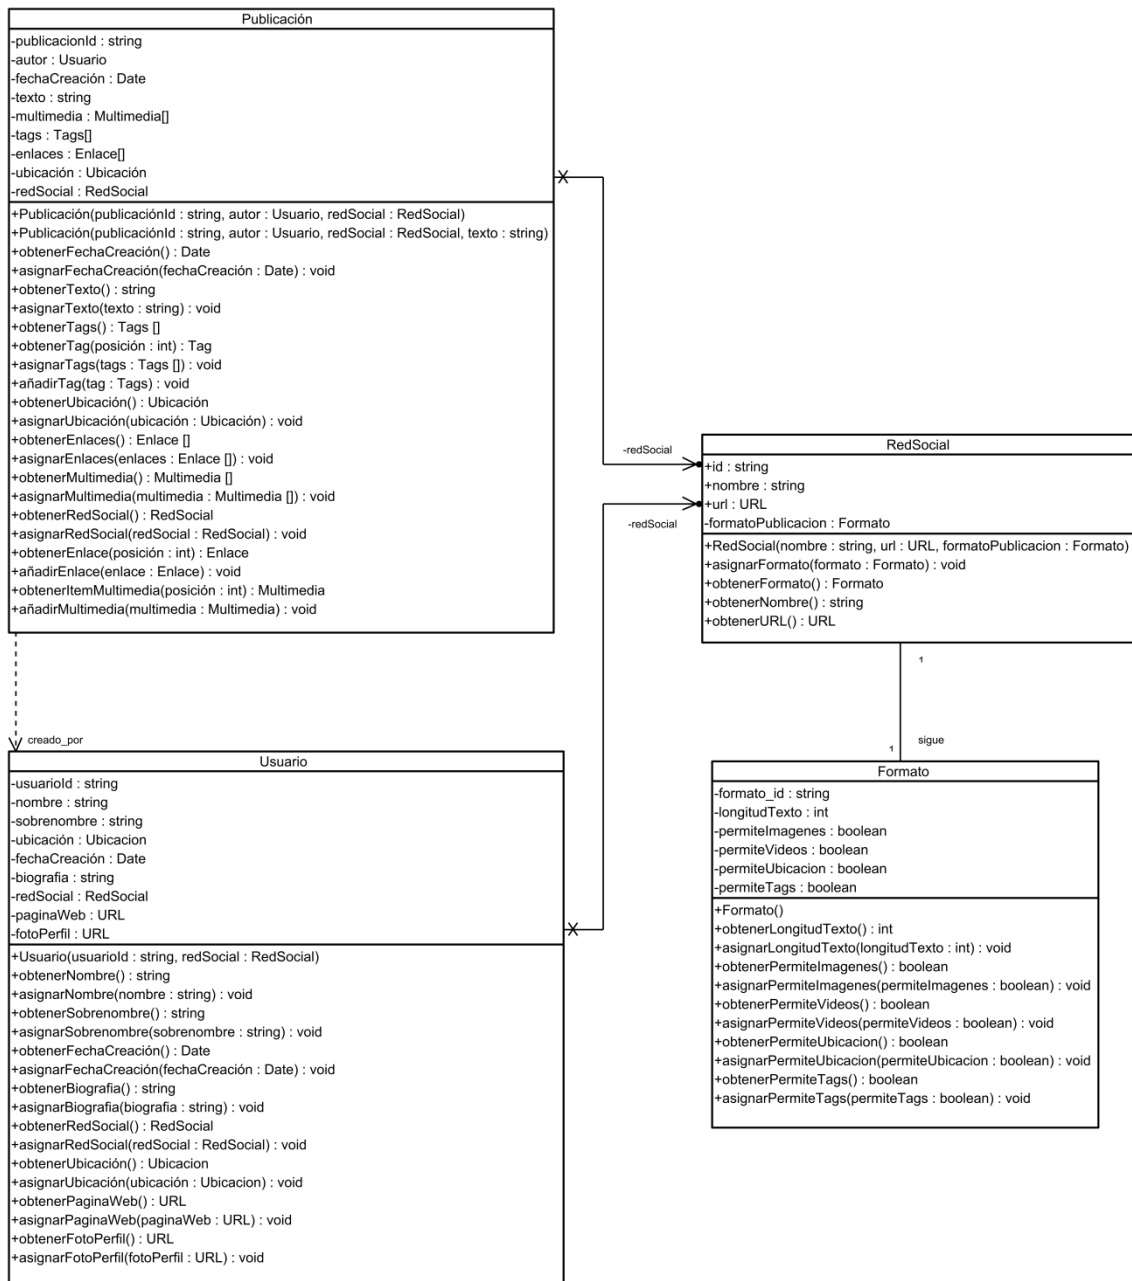 Publicación
-publicacionId : string
-autor : Usuario
-fechaCreación : Date
-texto : string
-multimedia : Multimedia[]
-tags : Tags[]
-enlaces : Enlace[]
-ubicación : Ubicación
-redSocial : RedSocial
+Publicación(publicaciónId : string, autor : Usuario, redSocial : RedSocial)
+Publicación(publicaciónId : string, autor : Usuario, redSocial : RedSocial, texto : string)
+obtenerFechaCreación() : Date
+asignarFechaCreación(fechaCreación : Date) : void
+obtenerTexto() : string
+asignarTexto(texto : string) : void
+obtenerTags() : Tags []
+obtenerTag(posición : int) : Tag
+asignarTags(tags : Tags []) : void
+añadirTag(tag : Tags) : void
+obtenerUbicación() : Ubicación
+asignarUbicación(ubicación : Ubicación) : void
+obtenerEnlaces() : Enlace []
+asignarEnlaces(enlaces : Enlace []) : void
+obtenerMultimedia() : Multimedia []
+asignarMultimedia(multimedia : Multimedia []) : void
+obtenerRedSocial() : RedSocial
+asignarRedSocial(redSocial : RedSocial) : void
+obtenerEnlace(posición : int) : Enlace
+añadirEnlace(enlace : Enlace) : void
+obtenerItemMultimedia(posición : int) : Multimedia
+añadirMultimedia(multimedia : Multimedia) : void
-redSocial
-redSocial
RedSocial
+id : string
+nombre : string
+url : URL
-formatoPublicacion : Formato
+RedSocial(nombre : string, url : URL, formatoPublicacion : Formato)
+asignarFormato(formato : Formato) : void
+obtenerFormato() : Formato
+obtenerNombre() : string
+obtenerURL() : URL
1
1
sigue
creado_por
Usuario
-usuarioId : string
-nombre : string
-sobrenombre : string
-ubicación : Ubicacion
-fechaCreación : Date
-biografia : string
-redSocial : RedSocial
-paginaWeb : URL
-fotoPerfil : URL
+Usuario(usuarioId : string, redSocial : RedSocial)
+obtenerNombre() : string
+asignarNombre(nombre : string) : void
+obtenerSobrenombre() : string
+asignarSobrenombre(sobrenombre : string) : void
+obtenerFechaCreación() : Date
+asignarFechaCreación(fechaCreación : Date) : void
+obtenerBiografia() : string
+asignarBiografia(biografia : string) : void
+obtenerRedSocial() : RedSocial
+asignarRedSocial(redSocial : RedSocial) : void
+obtenerUbicación() : Ubicacion
+asignarUbicación(ubicación : Ubicacion) : void
+obtenerPaginaWeb() : URL
+asignarPaginaWeb(paginaWeb : URL) : void
+obtenerFotoPerfil() : URL
+asignarFotoPerfil(fotoPerfil : URL) : void
Formato
-formato_id : string
-longitudTexto : int
-permiteImagenes : boolean
-permiteVideos : boolean
-permiteUbicacion : boolean
-permiteTags : boolean
+Formato()
+obtenerLongitudTexto() : int
+asignarLongitudTexto(longitudTexto : int) : void
+obtenerPermiteImagenes() : boolean
+asignarPermiteImagenes(permiteImagenes : boolean) : void
+obtenerPermiteVideos() : boolean
+asignarPermiteVideos(permiteVideos : boolean) : void
+obtenerPermiteUbicacion() : boolean
+asignarPermiteUbicacion(permiteUbicacion : boolean) : void
+obtenerPermiteTags() : boolean
+asignarPermiteTags(permiteTags : boolean) : void